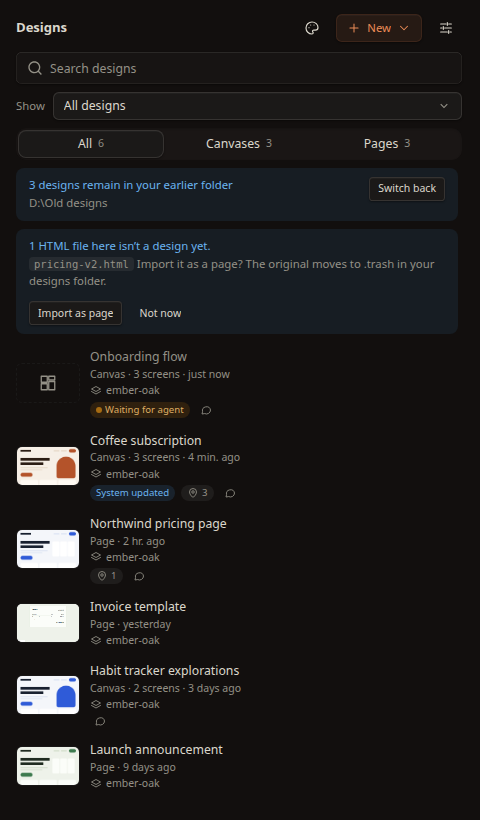 Designs
New
Search designs
Show
All designs
All 6
Canvases 3
Pages 3
3 designs remain in your earlier folder
D:\Old designs
Switch back
1 HTML file here isn't a design yet.
pricing-v2.html Import it as a page? The original moves to .trash in your
designs folder.
Import as page
Not now
Onboarding flow
Canvas · 3 screens · just now
ember-oak
Waiting for agent
Coffee subscription
Canvas · 3 screens · 4 min. ago
ember-oak
System updated
3
Northwind pricing page
Page · 2 hr. ago
ember-oak
1
Invoice template
Page · yesterday
ember-oak
Habit tracker explorations
Canvas · 2 screens · 3 days ago
ember-oak
Launch announcement
Page · 9 days ago
ember-oak